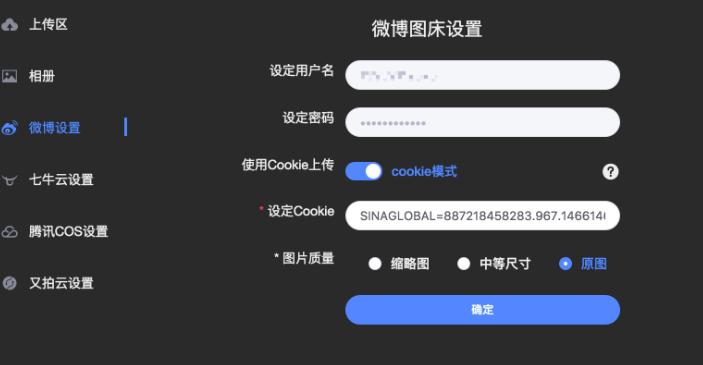 上传区
相册
微博设置
七牛云设置
腾讯COS设置
又拍云设置
微博图床设置
设定用户名
设定密码
••••••••••••
使用Cookie上传 cookie模式 ?
* 设定Cookie SINAGLOBAL=887218458283.967.146614
* 图片质量 缩略图 中等尺寸 原图
确定